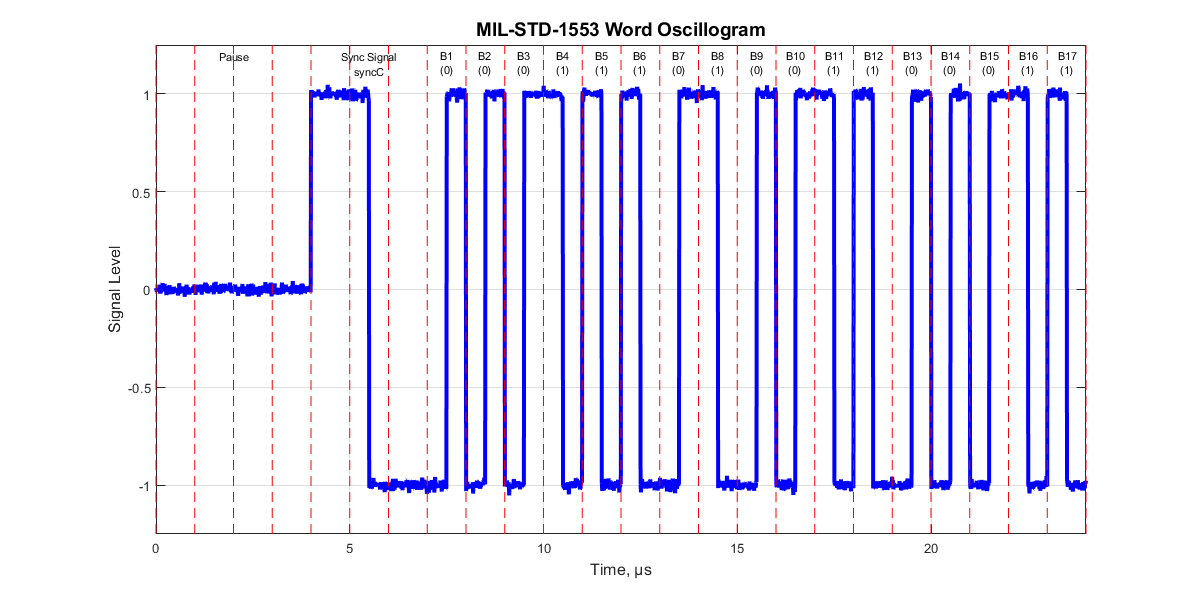 MIL-STD-1553 Word Oscillogram
Pause
Sync Signal
syncC
B1 B2 B3 B4 B5 B6 B7 B8 B9 B10 B11 B12 B13 B14 B15 B16 B17
(0) (0) (0) (1) (1) (1) (0) (1) (0) (0) (1) (1) (0) (0) (0) (1) (1)
1
0.5
0
-0.5
-1
Signal Level
0 5 10 15 20
Time, μs